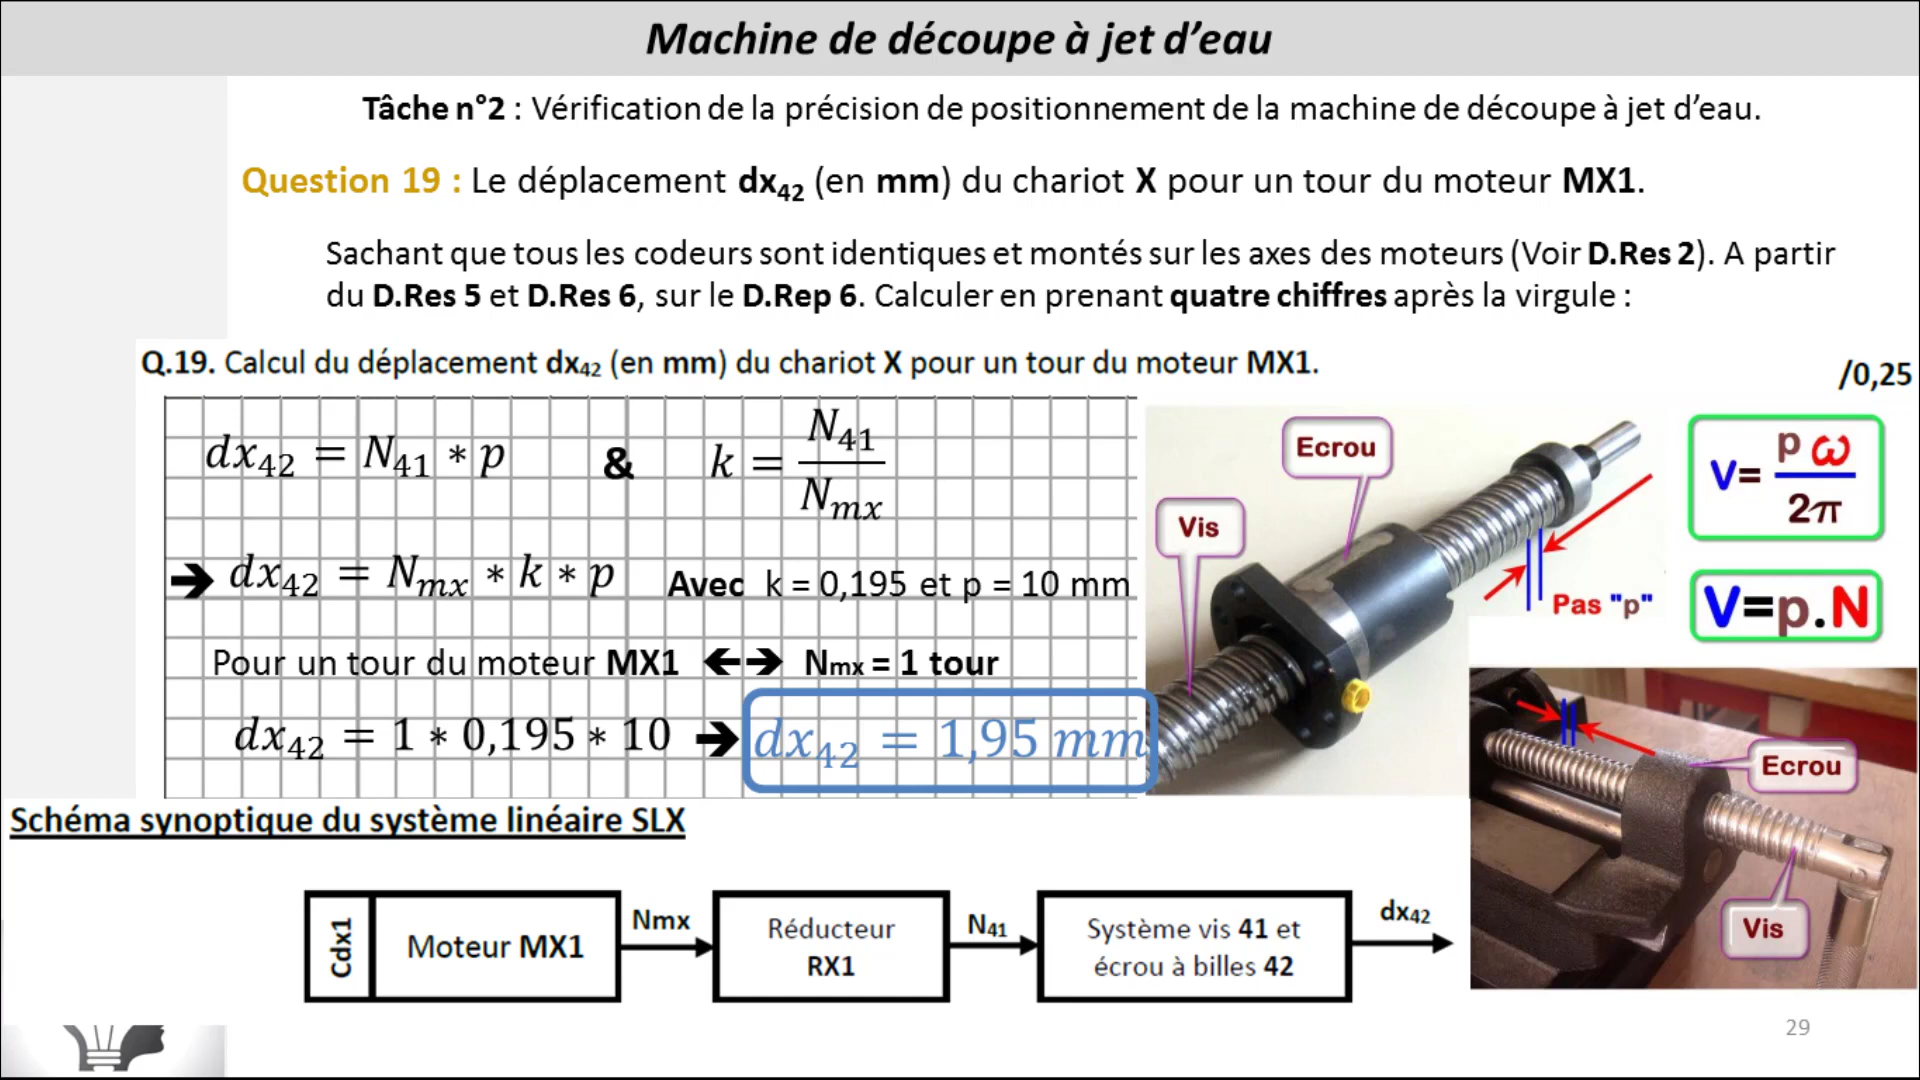 Machine de découpe à jet d’eau
Tâche n°2 : Vérification de la précision de positionnement de la machine de découpe à jet d’eau.
Question 19 : Le déplacement dx42 (en mm) du chariot X pour un tour du moteur MX1.
Sachant que tous les codeurs sont identiques et montés sur les axes des moteurs (Voir D.Res 2). A partir
du D.Res 5 et D.Res 6, sur le D.Rep 6. Calculer en prenant quatre chiffres après la virgule :
Q.19. Calcul du déplacement dx42 (en mm) du chariot X pour un tour du moteur MX1.
/0,25
dx42 = N41 * p & k = N41 / Nmx
➔ dx42 = Nmx * k * p Avec k = 0,195 et p = 10 mm
Pour un tour du moteur MX1 ←➔ Nmx = 1 tour
dx42 = 1 * 0,195 * 10 ➔ dx42 = 1,95 mm
Ecrou
Vis
Pas "p"
V= p ω / 2π
V=p.N
Ecrou
Vis
Schéma synoptique du système linéaire SLX
Cdx1
Moteur MX1
Nmx
Réducteur
RX1
N41
Système vis 41 et
écrou à billes 42
dx42
29